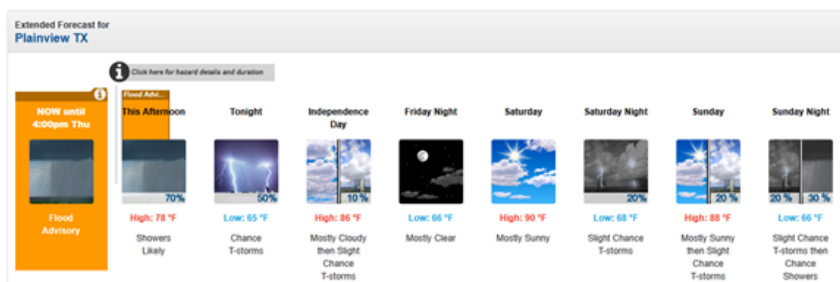 Extended Forecast for
Plainview TX
Click here for hazard details and duration
NOW until
4:00pm Thu
Flood
Advisory
Flood Advi...
This Afternoon
70%
High: 78 °F
Showers
Likely
Tonight
50%
Low: 65 °F
Chance
T-storms
Independence
Day
10 %
High: 86 °F
Mostly Cloudy
then Slight
Chance
T-storms
Friday Night
Low: 66 °F
Mostly Clear
Saturday
High: 90 °F
Mostly Sunny
Saturday Night
20%
Low: 68 °F
Slight Chance
T-storms
Sunday
20 %
High: 88 °F
Mostly Sunny
then Slight
Chance
T-storms
Sunday Night
20 % 30 %
Low: 66 °F
Slight Chance
T-storms then
Chance
Showers